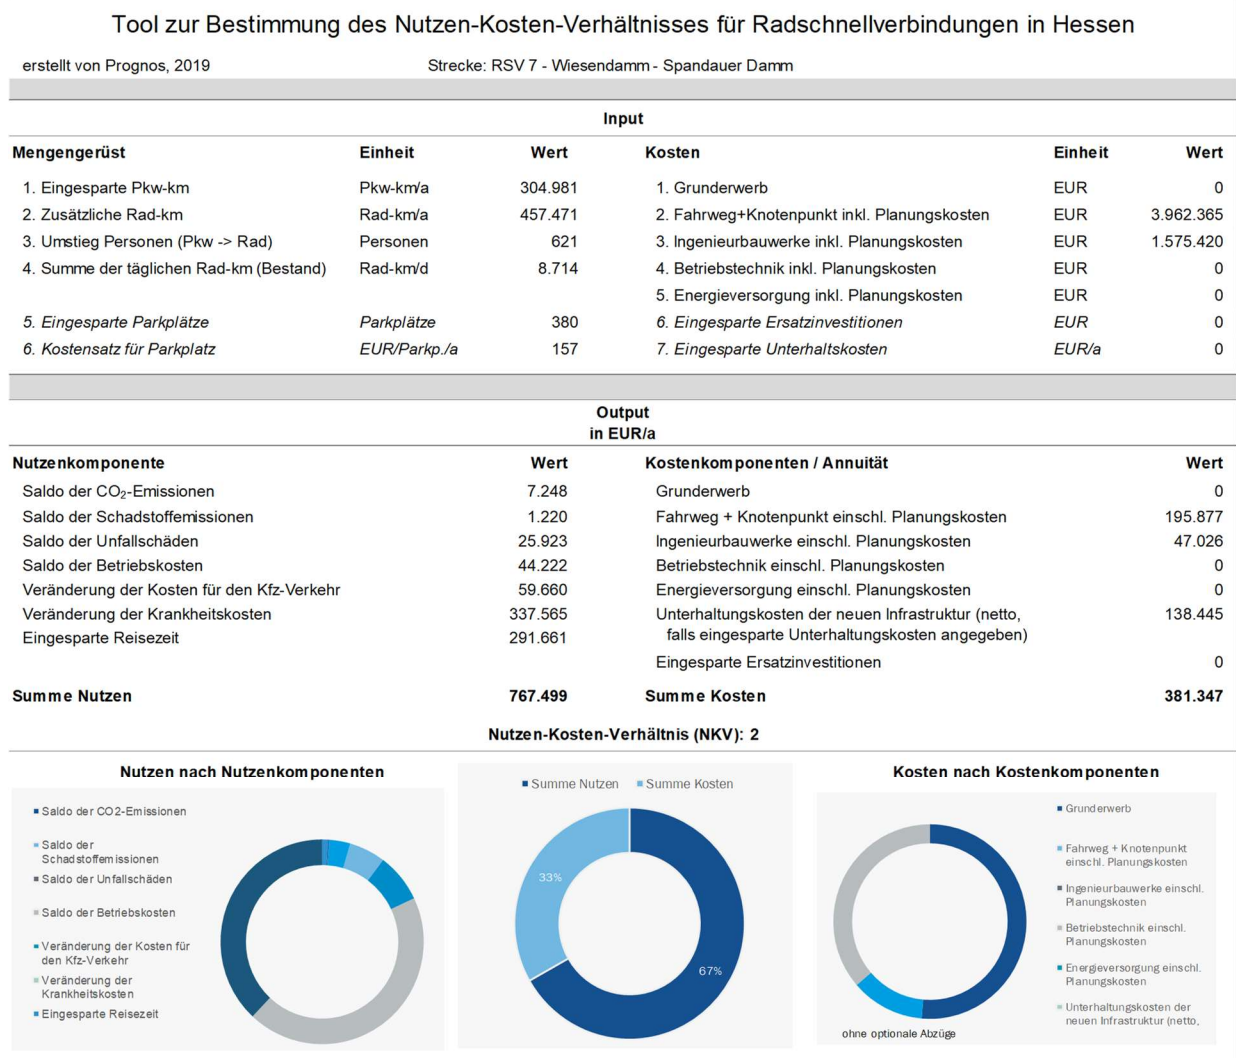 Tool zur Bestimmung des Nutzen-Kosten-Verhältnisses für Radschnellverbindungen in Hessen
erstellt von Prognos, 2019 Strecke: RSV 7 - Wiesendamm - Spandauer Damm
Input
Mengengerüst Einheit Wert Kosten Einheit Wert
1. Eingesparte Pkw-km Pkw-km/a 304.981 1. Grunderwerb EUR 0
2. Zusätzliche Rad-km Rad-km/a 457.471 2. Fahrweg+Knotenpunkt inkl. Planungskosten EUR 3.962.365
3. Umstieg Personen (Pkw -> Rad) Personen 621 3. Ingenieurbauwerke inkl. Planungskosten EUR 1.575.420
4. Summe der täglichen Rad-km (Bestand) Rad-km/d 8.714 4. Betriebstechnik inkl. Planungskosten EUR 0
5. Energieversorgung inkl. Planungskosten EUR 0
5. Eingesparte Parkplätze Parkplätze 380 6. Eingesparte Ersatzinvestitionen EUR 0
6. Kostensatz für Parkplatz EUR/Parkp./a 157 7. Eingesparte Unterhaltskosten EUR/a 0
Output
in EUR/a
Nutzenkomponente Wert Kostenkomponenten / Annuität Wert
Saldo der CO₂-Emissionen 7.248 Grunderwerb 0
Saldo der Schadstoffemissionen 1.220 Fahrweg + Knotenpunkt einschl. Planungskosten 195.877
Saldo der Unfallschäden 25.923 Ingenieurbauwerke einschl. Planungskosten 47.026
Saldo der Betriebskosten 44.222 Betriebstechnik einschl. Planungskosten 0
Veränderung der Kosten für den Kfz-Verkehr 59.660 Energieversorgung einschl. Planungskosten 0
Veränderung der Krankheitskosten 337.565 Unterhaltungskosten der neuen Infrastruktur (netto, 138.445
Eingesparte Reisezeit 291.661 falls eingesparte Unterhaltungskosten angegeben)
Eingesparte Ersatzinvestitionen 0
Summe Nutzen 767.499 Summe Kosten 381.347
Nutzen-Kosten-Verhältnis (NKV): 2
Nutzen nach Nutzenkomponenten
Saldo der CO2-Emissionen
Saldo der
Schadstoffemissionen
Saldo der Unfallschäden
Saldo der Betriebskosten
Veränderung der Kosten für
den Kfz-Verkehr
Veränderung der
Krankheitskosten
Eingesparte Reisezeit
Summe Nutzen Summe Kosten
33%
67%
Kosten nach Kostenkomponenten
Grunderwerb
Fahrweg + Knotenpunkt
einschl. Planungskosten
Ingenieurbauwerke einschl.
Planungskosten
Betriebstechnik einschl.
Planungskosten
Energieversorgung einschl.
Planungskosten
Unterhaltungskosten der
neuen Infrastruktur (netto,
ohne optionale Abzüge